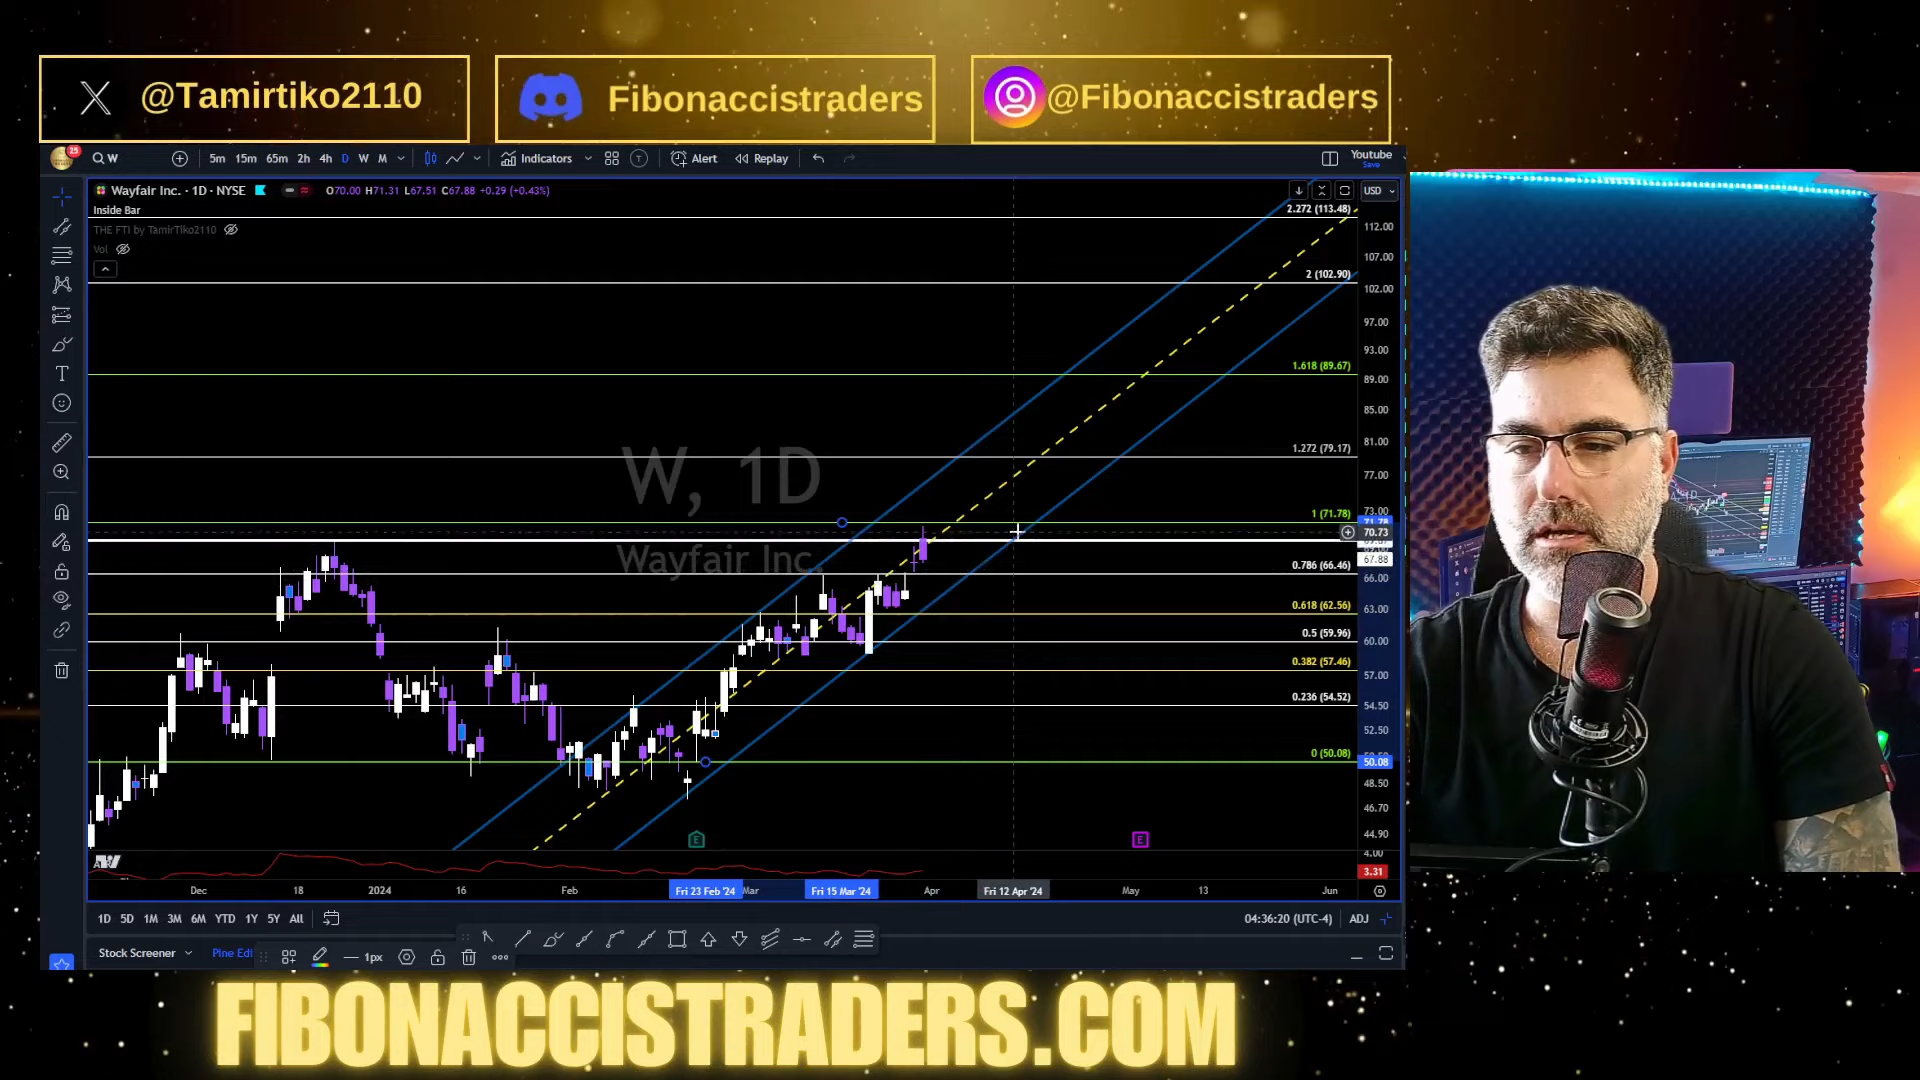 @Tamirtiko2110
Fibonaccistraders
@Fibonaccistraders
25
W
5m 15m 65m 2h 4h D W M
Indicators
T
Alert
Replay
Youtube
Save
Wayfair Inc. · 1D · NYSE
O70.00 H71.31 L67.51 C67.88 +0.29 (+0.43%)
USD
Inside Bar
THE FTI by TamirTiko2110
Vol
2.272 (113.48)
2 (102.90)
1.618 (89.67)
1.272 (79.17)
1 (71.78)
0.786 (66.46)
0.618 (62.56)
0.5 (59.96)
0.382 (57.46)
0.236 (54.52)
0 (50.08)
W, 1D
Wayfair Inc.
112.00
107.00
102.00
97.00
93.00
89.00
85.00
81.00
77.00
73.00
71.78
70.73
67.88
66.00
63.00
60.00
57.00
54.50
52.50
50.08
48.50
46.70
44.90
4.00
3.31
E
E
Dec 18 2024 16 Feb Fri 23 Feb '24 Mar Fri 15 Mar '24 Apr Fri 12 Apr '24 May 13 Jun
1D 5D 1M 3M 6M YTD 1Y 5Y All
04:36:20 (UTC-4) ADJ
Stock Screener
Pine Edi
1px
FIBONACCISTRADERS.COM